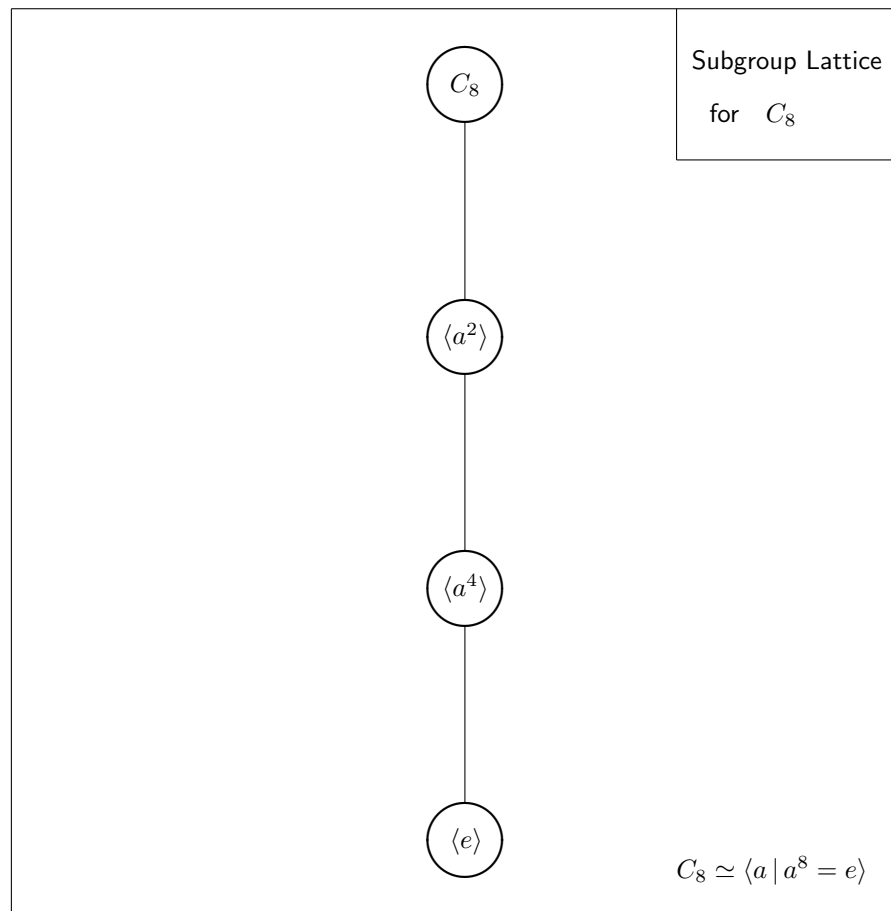 Subgroup Lattice
for C₈
C₈
⟨a²⟩
⟨a⁴⟩
⟨e⟩
C₈ ≃ ⟨a | a⁸ = e⟩